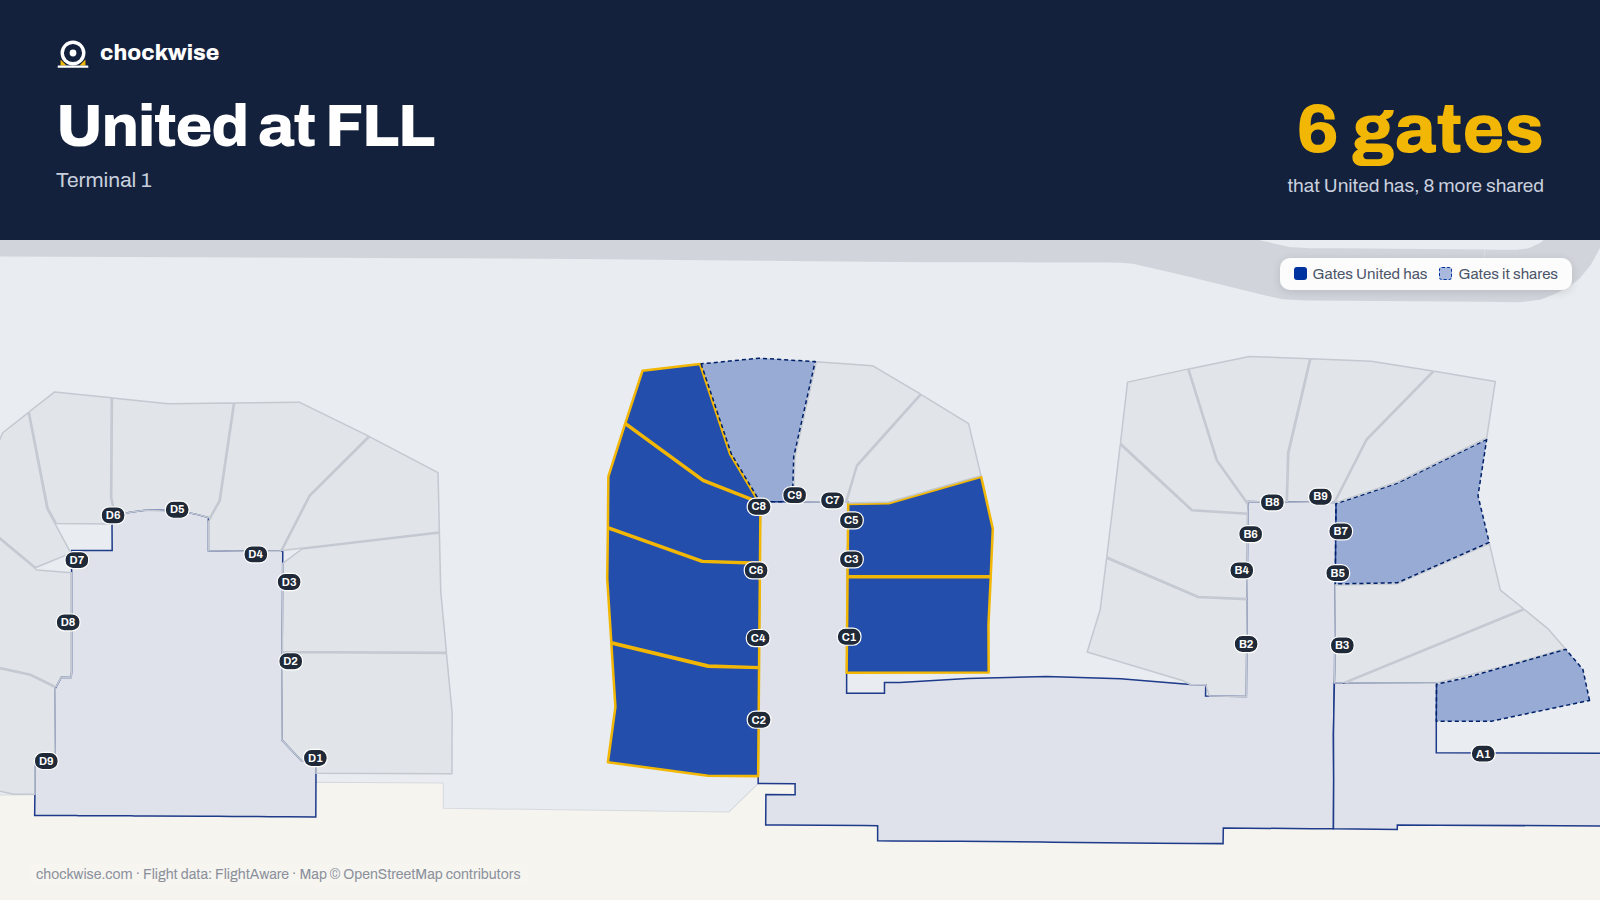 chockwise
United at FLL
Terminal 1
6 gates
that United has, 8 more shared
Gates United has
Gates it shares
D6
D5
D7
D4
D3
D8
D2
D9
D1
C8
C9
C7
C5
C3
C6
C4
C1
C2
B8
B9
B6
B7
B4
B5
B2
B3
A1
chockwise.com · Flight data: FlightAware · Map © OpenStreetMap contributors